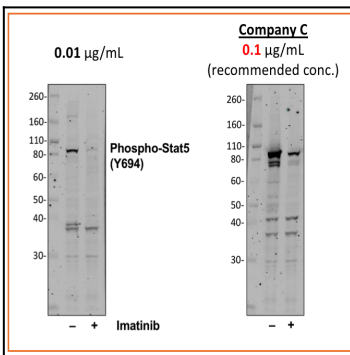 Company C
0.01 µg/mL
0.1 µg/mL
(recommended conc.)
260-
160-
110-
80-
60-
50-
40-
30-
Phospho-Stat5
(Y694)
260-
160-
110-
80-
60-
50-
40-
30-
– + Imatinib
– +